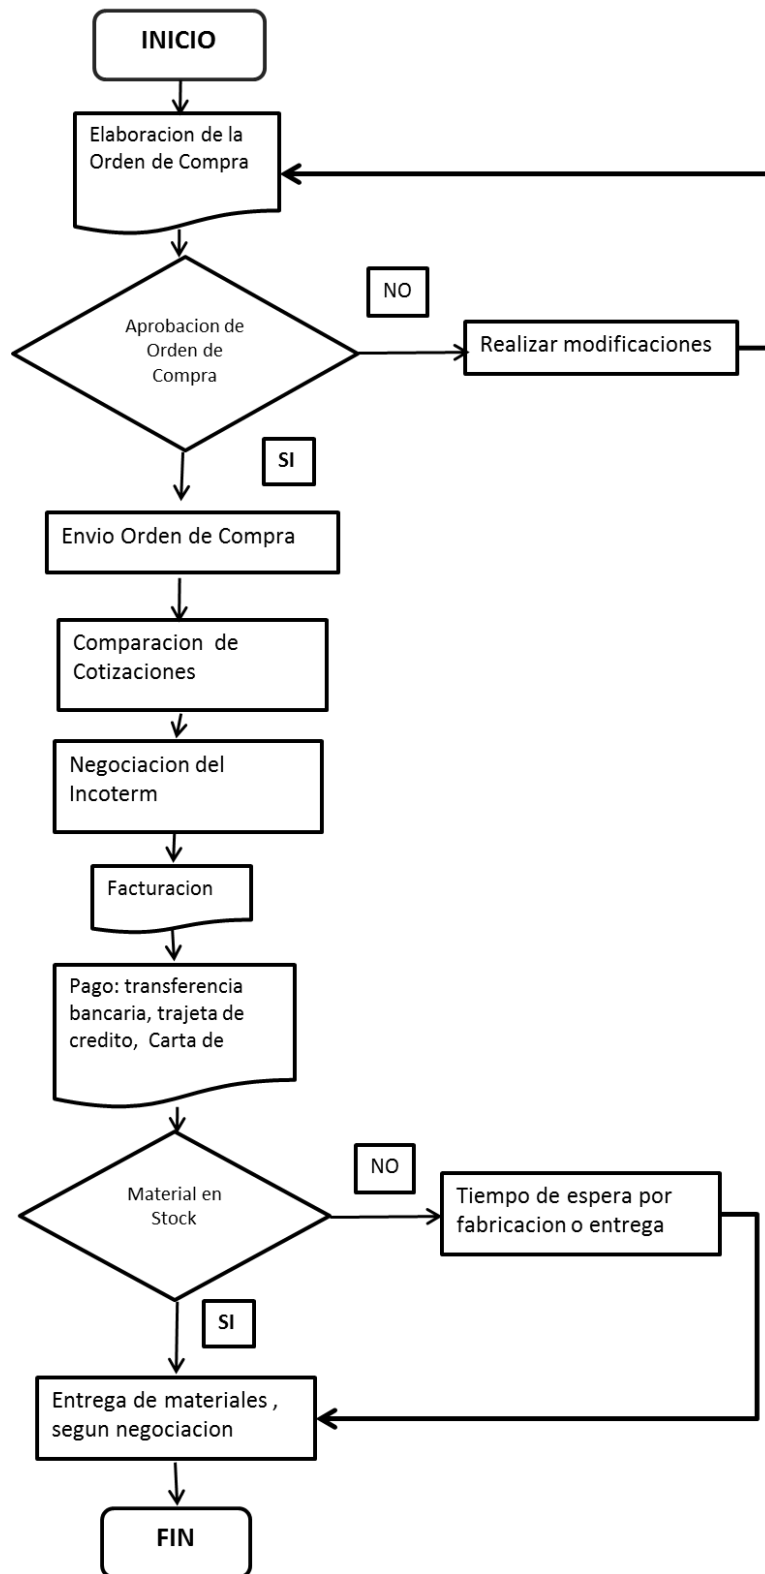 INICIO
Elaboracion de la
Orden de Compra
NO
Aprobacion de
Orden de
Compra
Realizar modificaciones
SI
Envio Orden de Compra
Comparacion de
Cotizaciones
Negociacion del
Incoterm
Facturacion
Pago: transferencia
bancaria, trajeta de
credito, Carta de
NO
Material en
Stock
Tiempo de espera por
fabricacion o entrega
SI
Entrega de materiales ,
segun negociacion
FIN